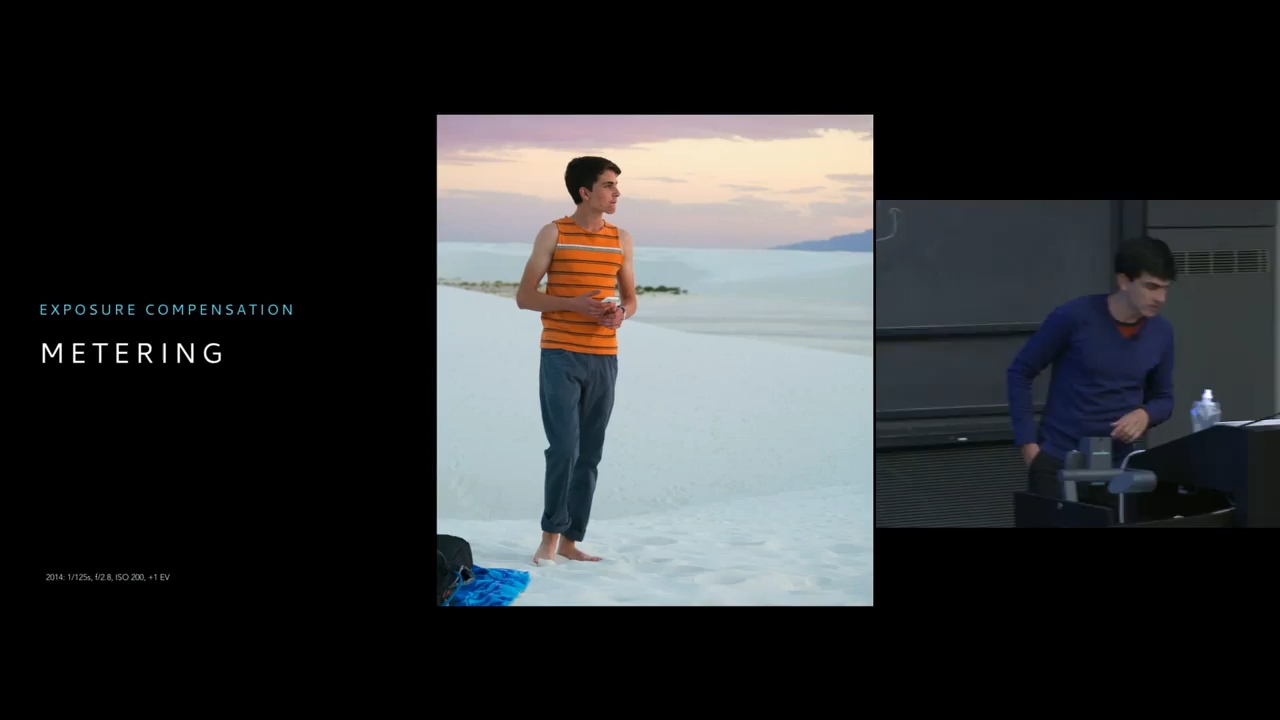 EXPOSURE COMPENSATION
METERING
2014: 1/125s, f/2.8, ISO 200, +1 EV